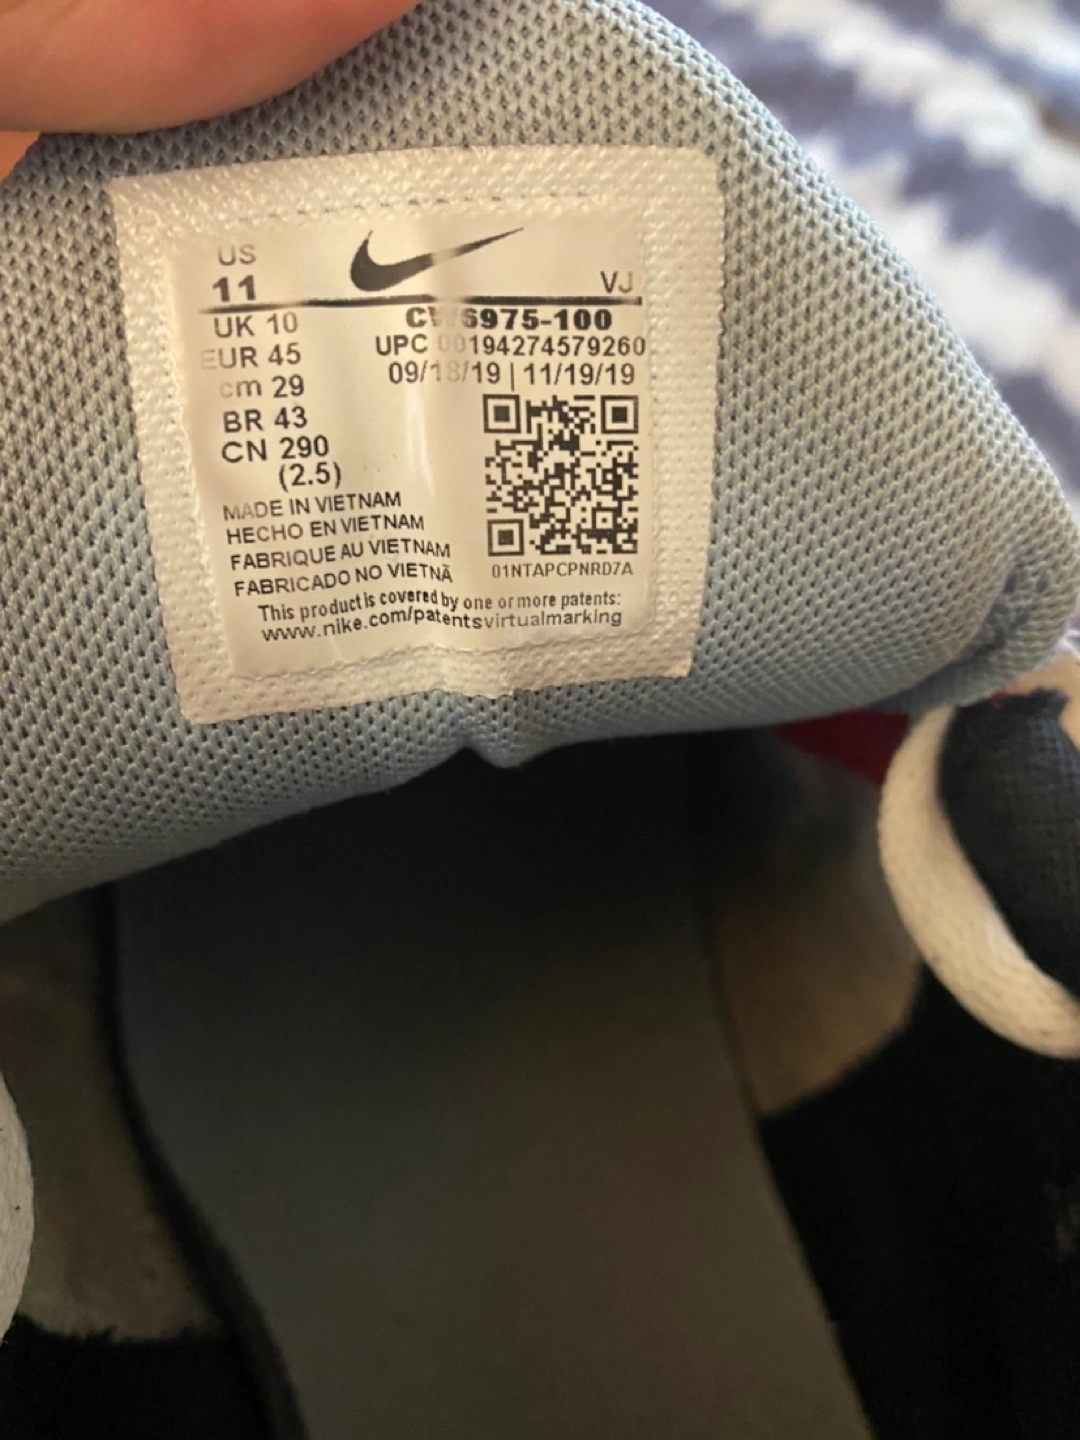 US
11
VJ
UK 10
EUR 45
cm 29
BR 43
CN 290
(2.5)
6975-100
UPC 00194274579260
09/18/19 | 11/19/19
01NTAPCPNRD7A
MADE IN VIETNAM
HECHO EN VIETNAM
FABRIQUE AU VIETNAM
FABRICADO NO VIETNÃ
This product is covered by one or more patents:
www.nike.com/patentsvirtualmarking